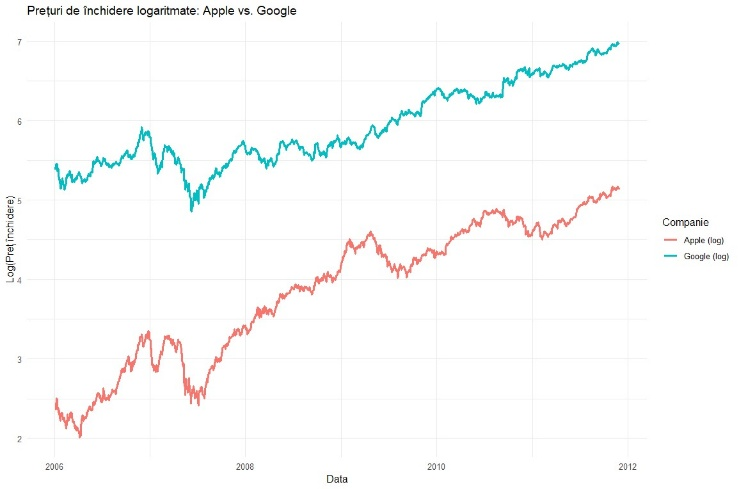 Prețuri de închidere logaritmate: Apple vs. Google
7
6
5
4
3
2
Log(Preț închidere)
2006
2008
2010
2012
Data
Companie
Apple (log)
Google (log)